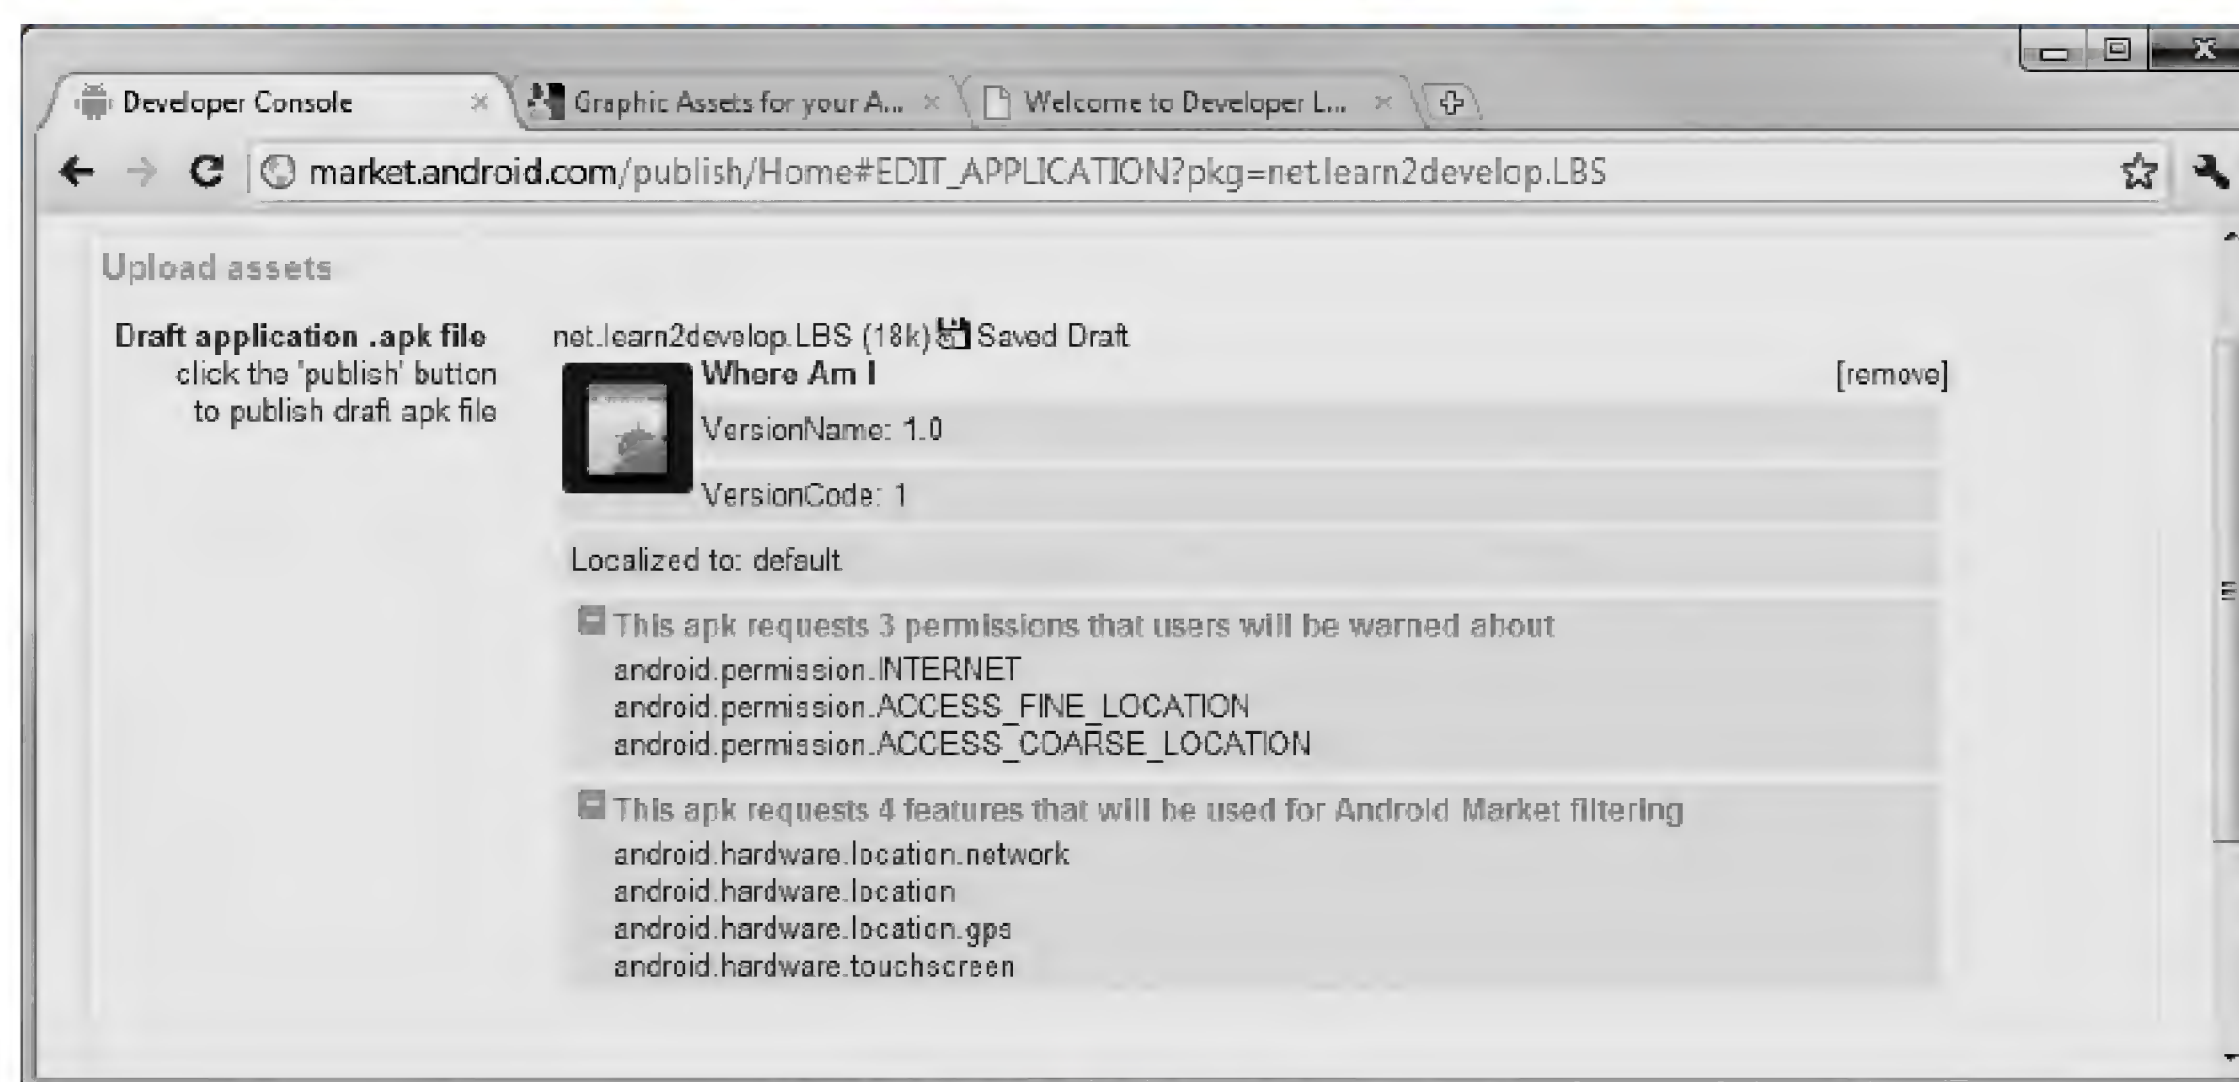 Developer Console
Graphic Assets for your A...
Welcome to Developer L...
market.android.com/publish/Home#EDIT_APPLICATION?pkg=net.learn2develop.LBS
Upload assets
Draft application .apk file
click the 'publish' button
to publish draft apk file
net.learn2develop.LBS (18k) Saved Draft
Where Am I
[remove]
VersionName: 1.0
VersionCode: 1
Localized to: default
This apk requests 3 permissions that users will be warned about
android.permission.INTERNET
android.permission.ACCESS_FINE_LOCATION
android.permission.ACCESS_COARSE_LOCATION
This apk requests 4 features that will be used for Android Market filtering
android.hardware.location.network
android.hardware.location
android.hardware.location.gps
android.hardware.touchscreen